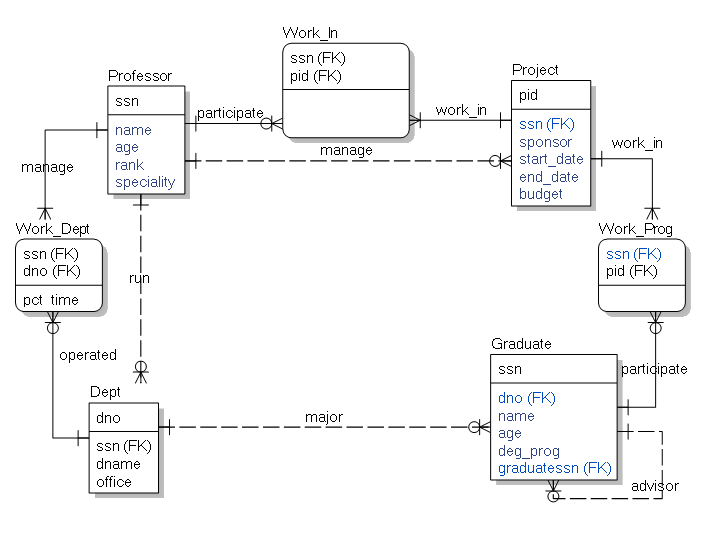 Work_In
ssn (FK)
pid (FK)
Professor
ssn
name
age
rank
speciality
participate
work_in
Project
pid
ssn (FK)
sponsor
start_date
end_date
budget
manage
manage
work_in
Work_Dept
ssn (FK)
dno (FK)
pct_time
run
Work_Prog
ssn (FK)
pid (FK)
operated
participate
Graduate
ssn
dno (FK)
name
age
deg_prog
graduatessn (FK)
Dept
dno
ssn (FK)
dname
office
major
advisor